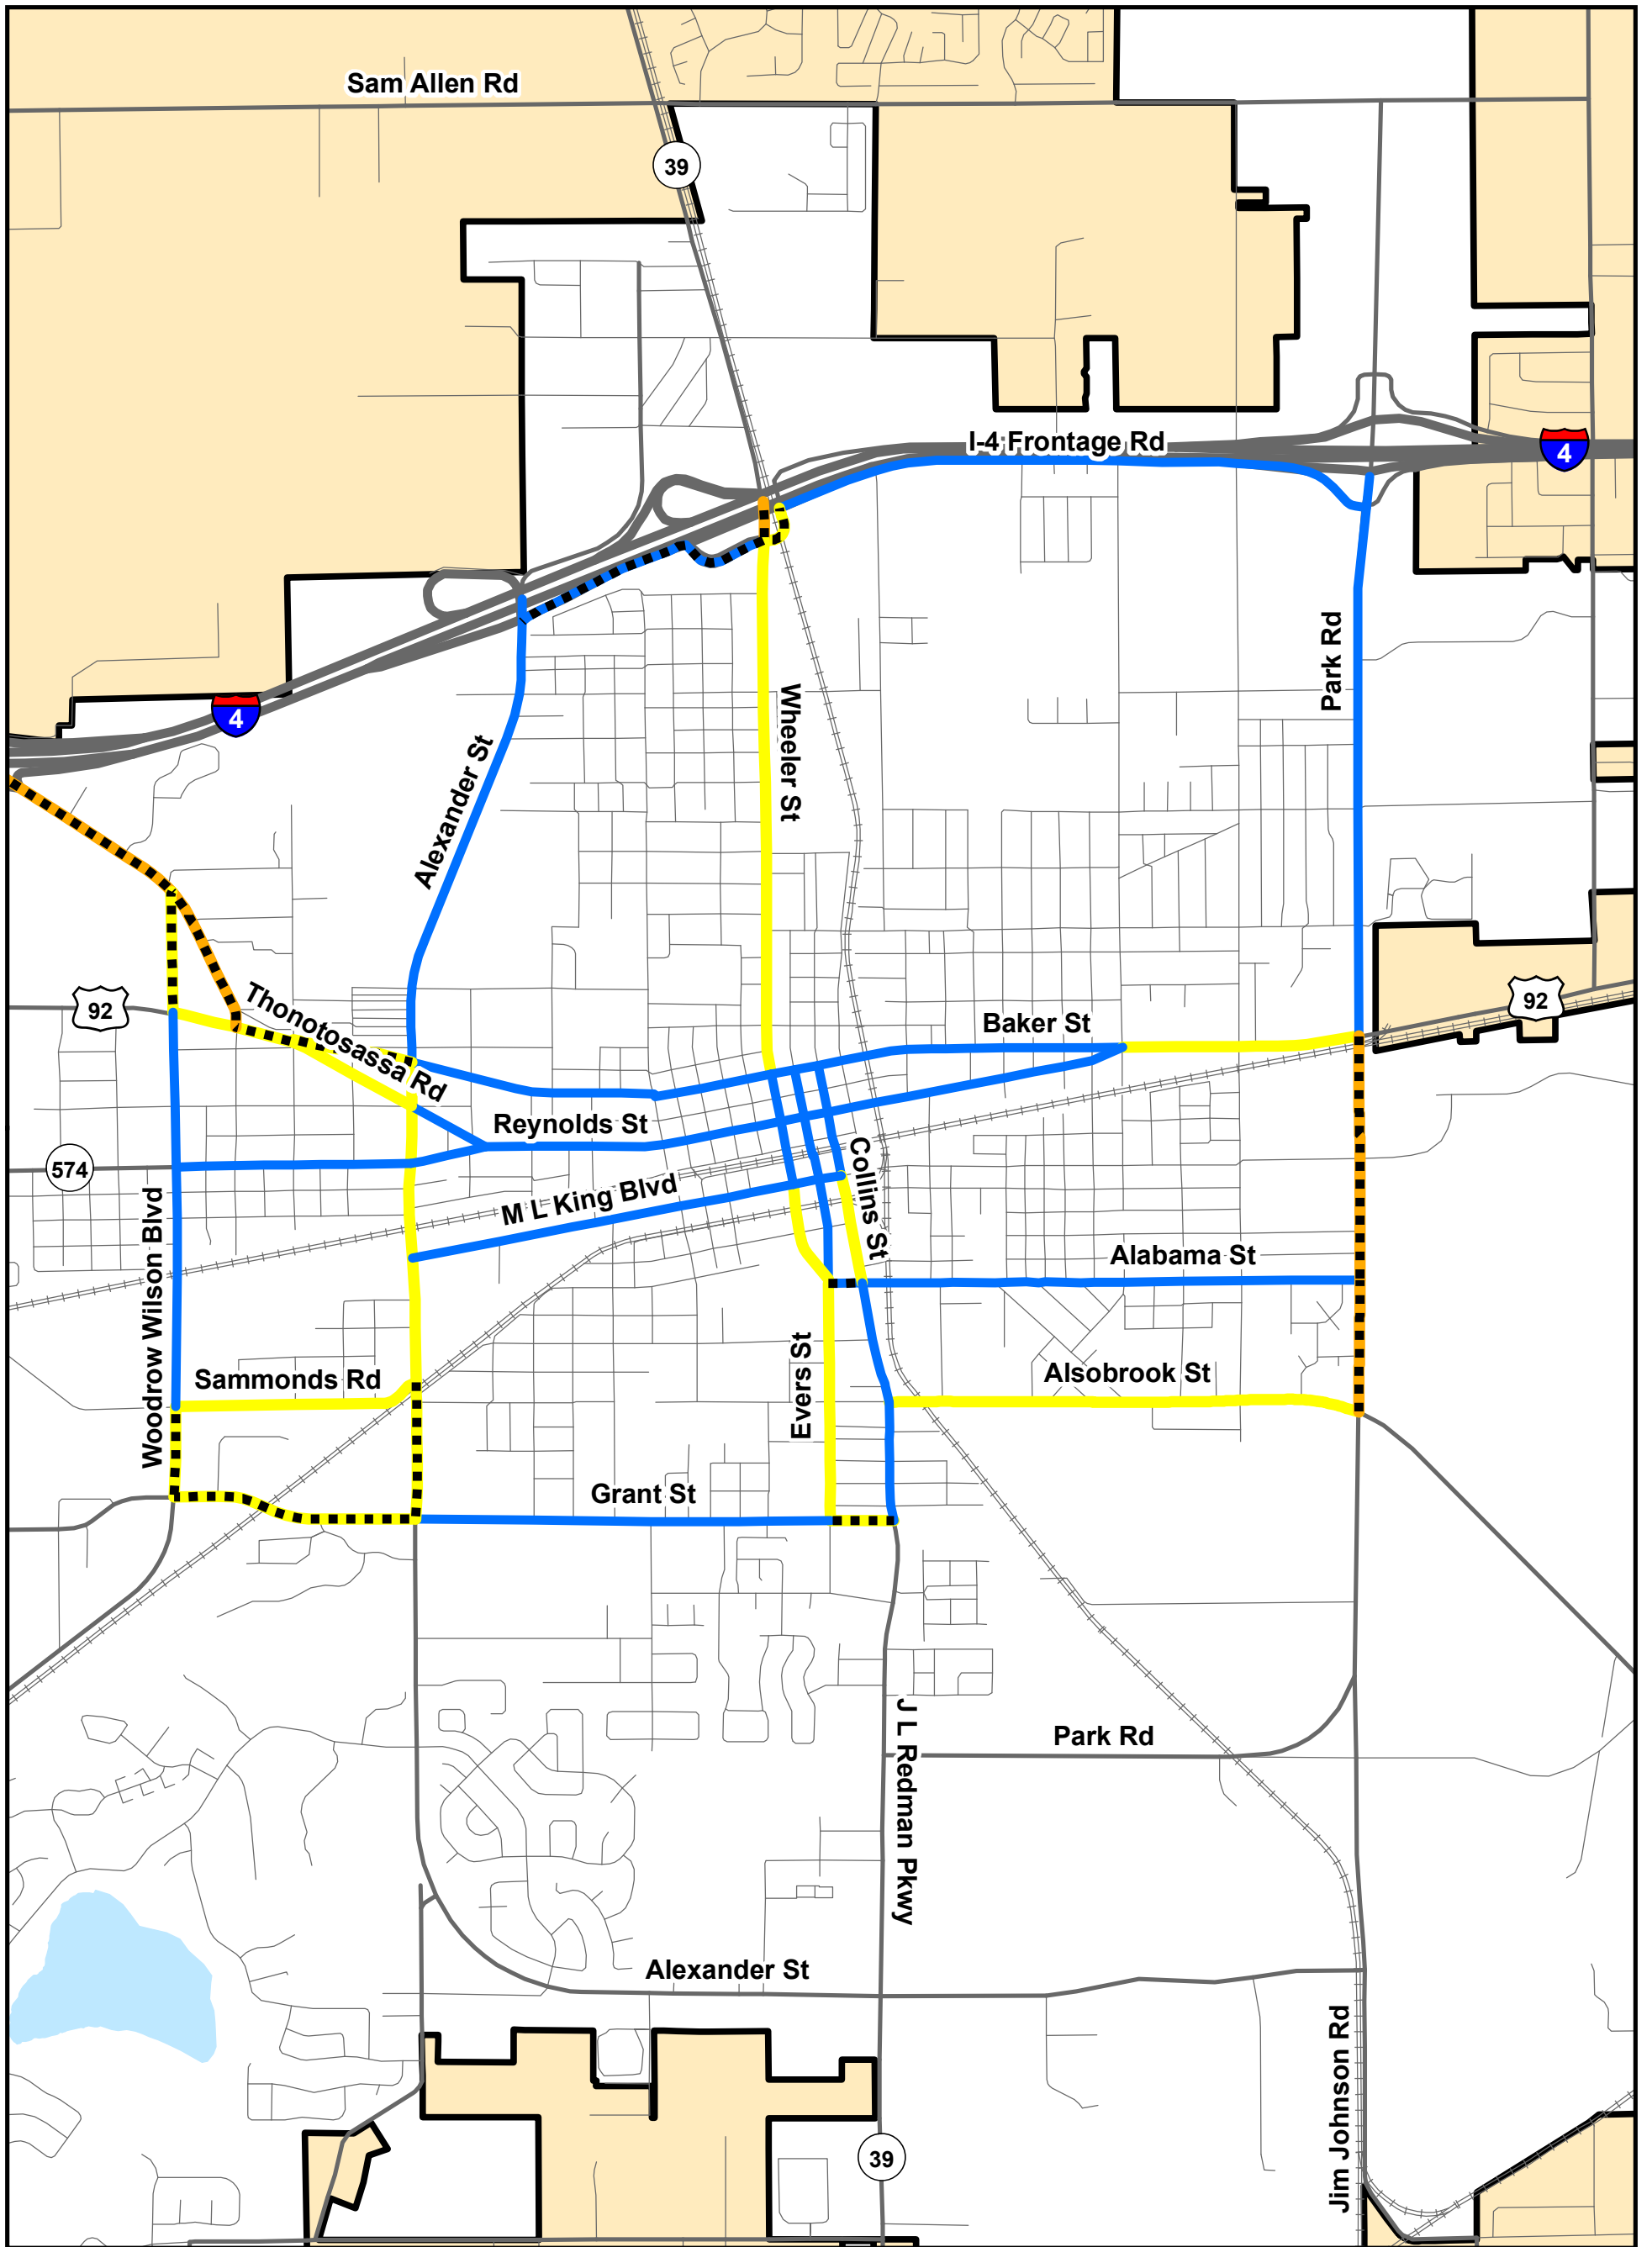 Sam Allen Rd
39
I-4 Frontage Rd
4
Park Rd
4
Wheeler St
Alexander St
92
Thonotosassa Rd
Baker St
92
Reynolds St
574
Collins St
M L King Blvd
Woodrow Wilson Blvd
Alabama St
Evers St
Sammonds Rd
Alsobrook St
Grant St
J L Redman Pkwy
Park Rd
Alexander St
Jim Johnson Rd
39